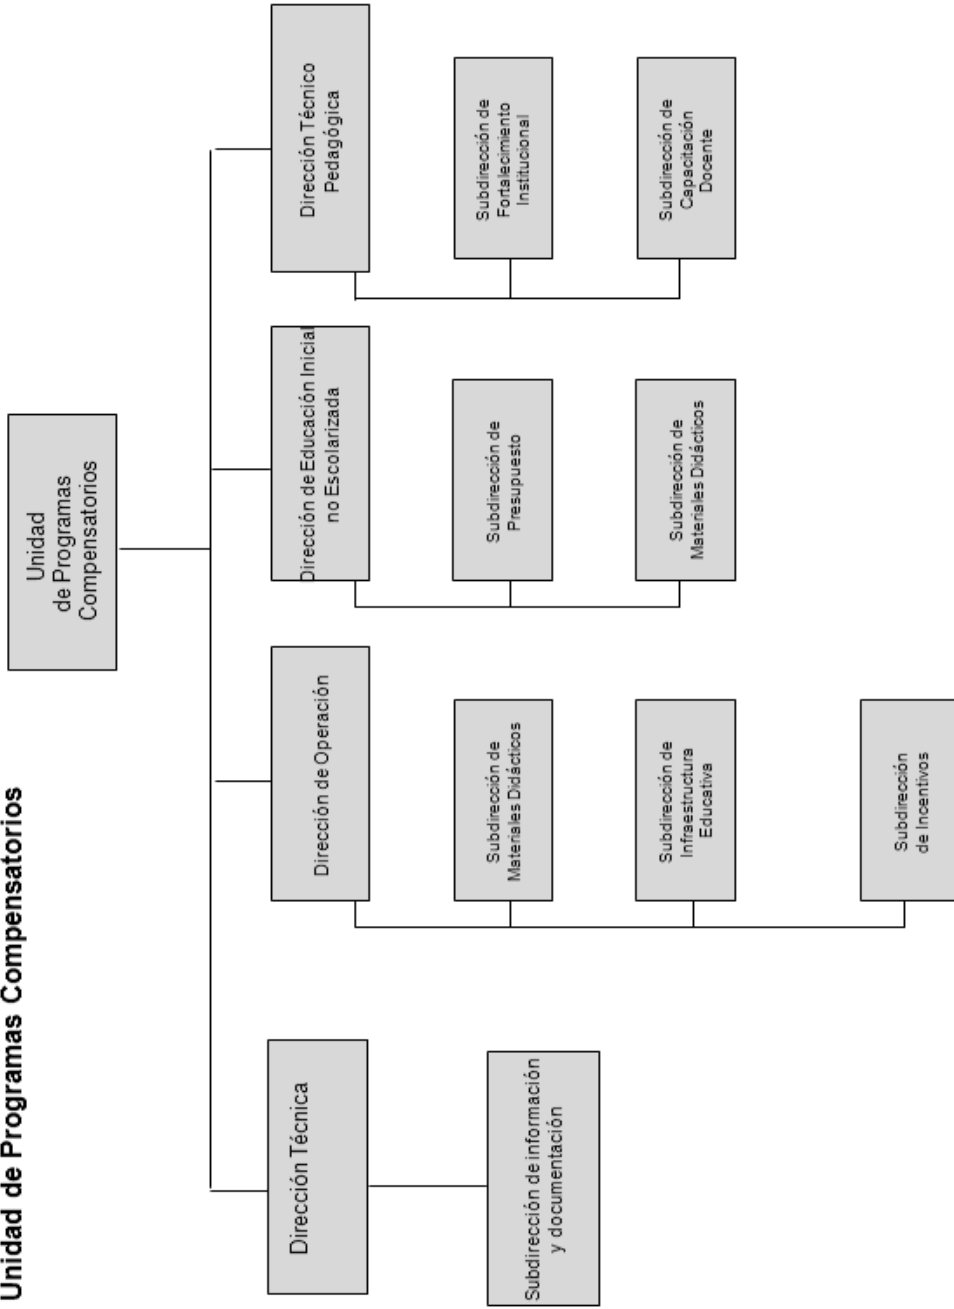 Unidad de Programas Compensatorios
Unidad
de Programas
Compensatorios
Dirección Técnica
Dirección de Operación
Dirección de Educación Inicial
no Escolarizada
Dirección Técnico
Pedagógica
Subdirección de información
y documentación
Subdirección de
Materiales Didácticos
Subdirección de
Infraestructura
Educativa
Subdirección
de Incentivos
Subdirección de
Presupuesto
Subdirección de
Materiales Didácticos
Subdirección de
Fortalecimiento
Institucional
Subdirección de
Capacitación
Docente